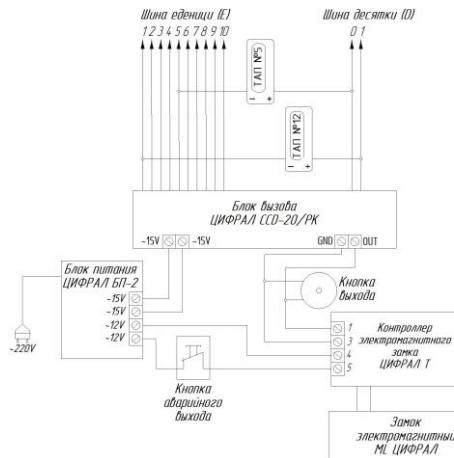 Шина еденици (E)
Шина десятки (D)
1 2 3 4 5 6 7 8 9 10
0 1
ТАП №5
- +
ТАП №12
- +
Блок вызова
ЦИФРАЛ CCD-20/РК
~15V ~15V
GND OUT
Блок питания
ЦИФРАЛ БП-2
~15V
~15V
~12V
~12V
~220V
Кнопка
выхода
Кнопка
аварийного
выхода
1
3
4
5
Контроллер
электромагнитного
замка
ЦИФРАЛ Т
Замок
электромагнитный
ML ЦИФРАЛ